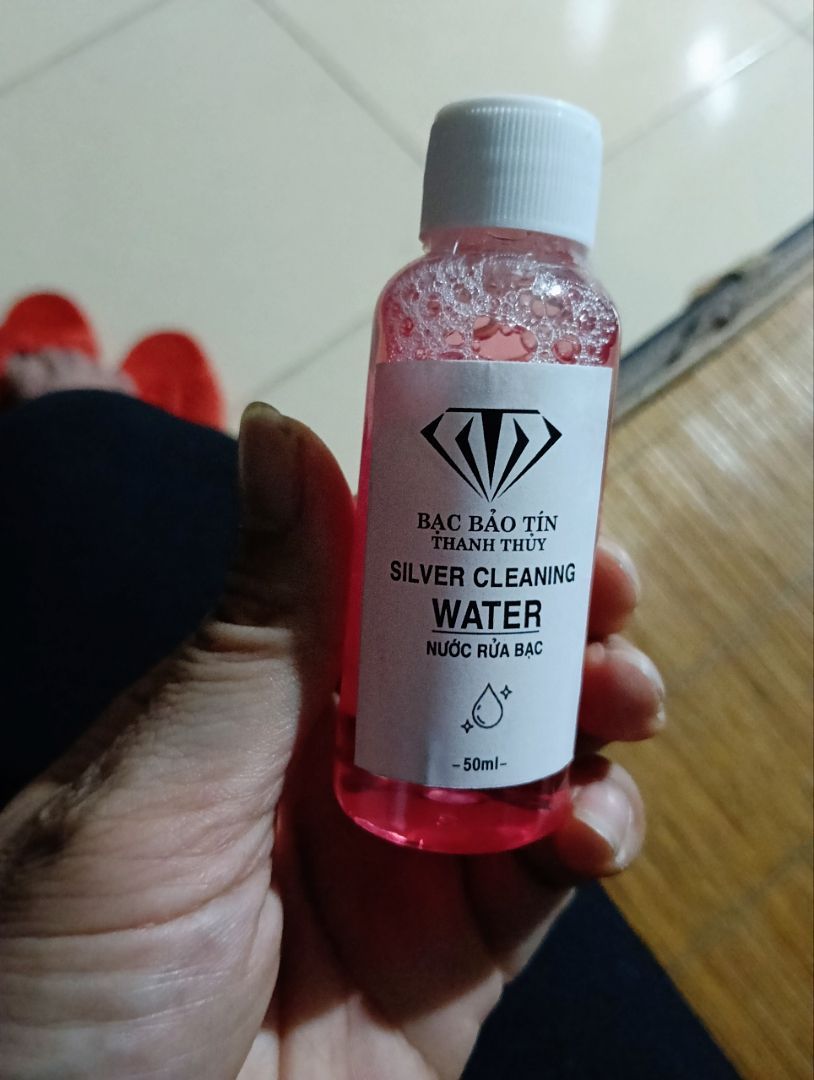 BẠC BẢO TÍN
THANH THỦY
SILVER CLEANING
WATER
NƯỚC RỬA BẠC
-50ml-